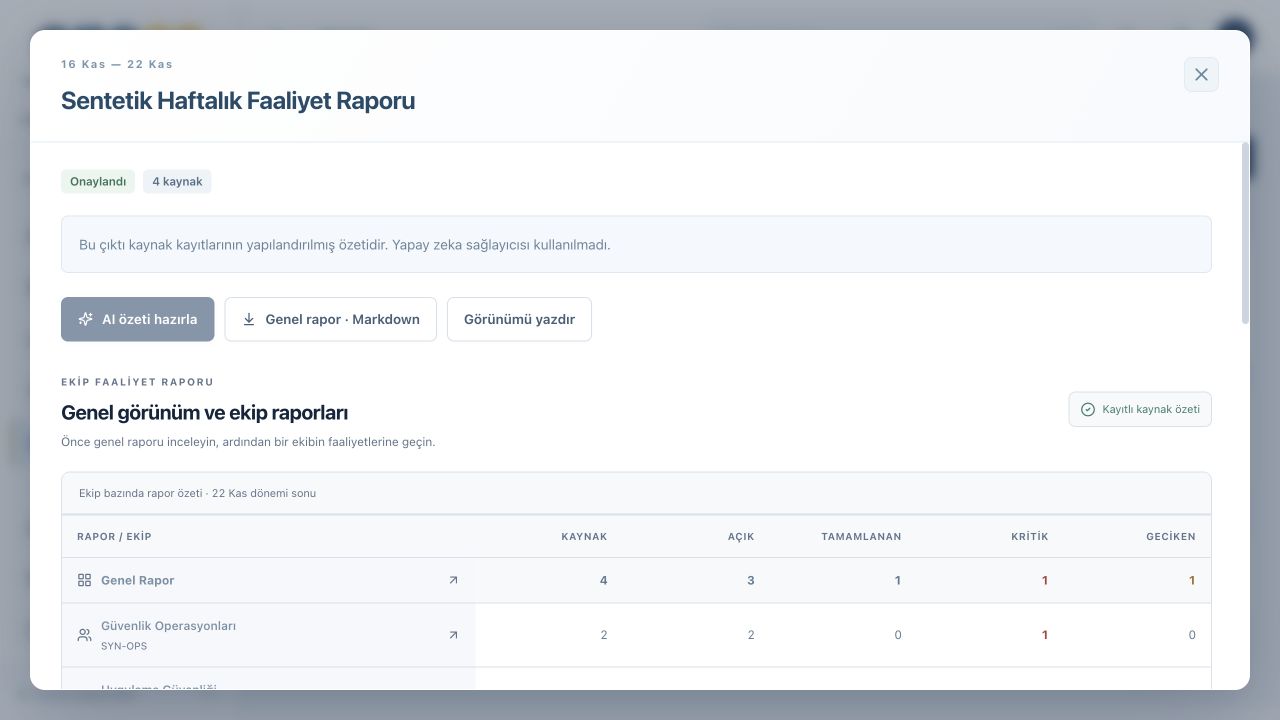 16 Kas — 22 Kas
Sentetik Haftalık Faaliyet Raporu
Onaylandı 4 kaynak
Bu çıktı kaynak kayıtlarının yapılandırılmış özetidir. Yapay zeka sağlayıcısı kullanılmadı.
AI özeti hazırla Genel rapor · Markdown Görünümü yazdır
EKİP FAALİYET RAPORU
Genel görünüm ve ekip raporları
Kayıtlı kaynak özeti
Önce genel raporu inceleyin, ardından bir ekibin faaliyetlerine geçin.
Ekip bazında rapor özeti · 22 Kas dönemi sonu
RAPOR / EKİP KAYNAK AÇIK TAMAMLANAN KRİTİK GECİKEN
Genel Rapor 4 3 1 1 1
Güvenlik Operasyonları 2 2 0 1 0
SYN-OPS